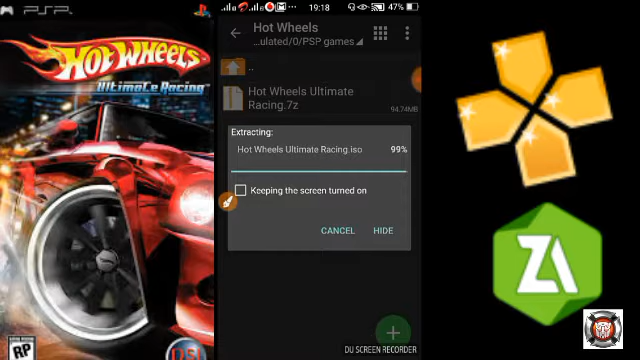 PSP
HOT WHEELS
Ultimate Racing
RP
DSI
19:18
47%
Hot Wheels
...ulated/0/PSP games
..
Hot Wheels Ultimate
Racing.7z
94.74MB
Extracting:
Hot Wheels Ultimate Racing.iso 99%
Keeping the screen turned on
CANCEL HIDE
DU SCREEN RECORDER
ZA